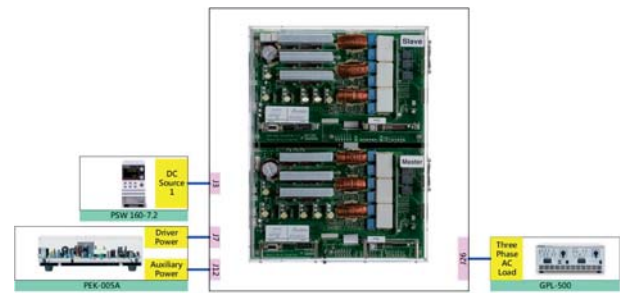 Slave
Master
DC
Source
1
J3
PSW 160-7.2
Driver
Power
J7
Auxiliary
Power
J12
PEK-005A
J26
Three
Phase
AC
Load
GPL-500